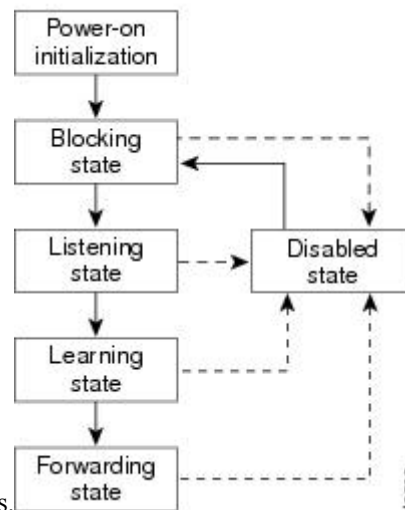 Power-on
initialization
Blocking
state
Listening
state
Disabled
state
Learning
state
Forwarding
state
s.